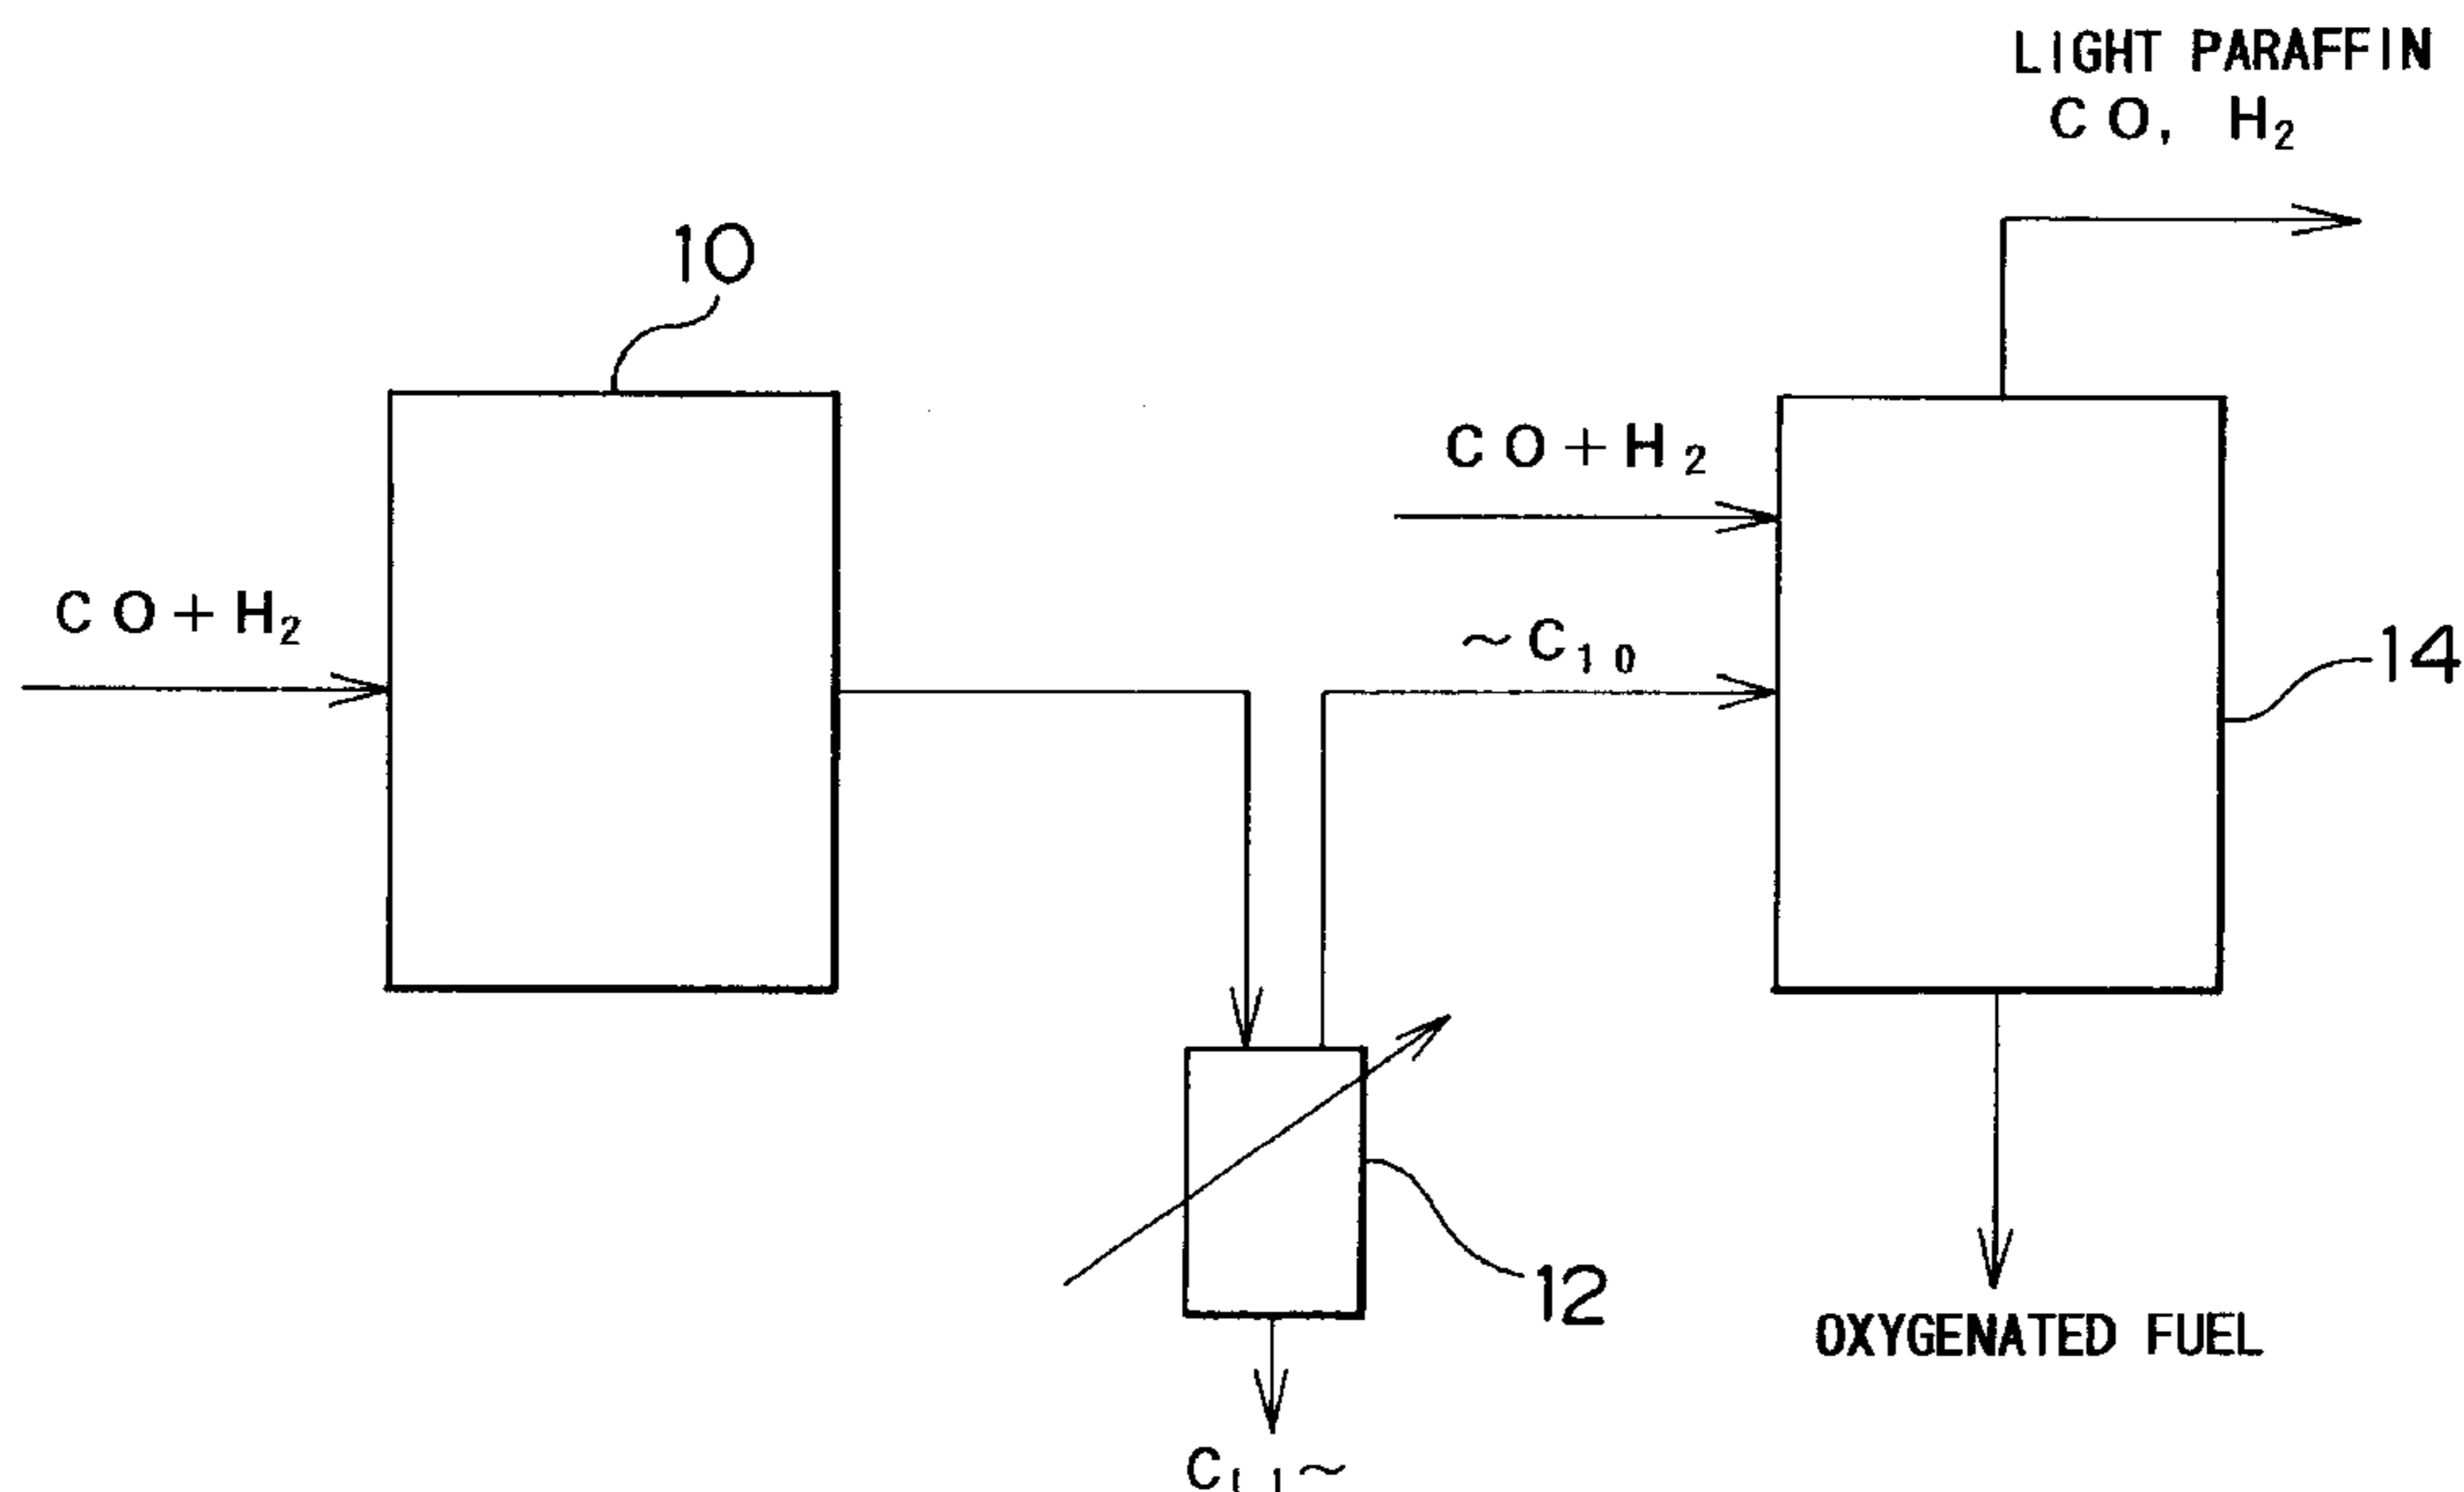 LIGHT PARAFFIN
CO, H₂
10
CO+H₂
CO+H₂
~C₁₀
14
12
OXYGENATED FUEL
C₁₁~